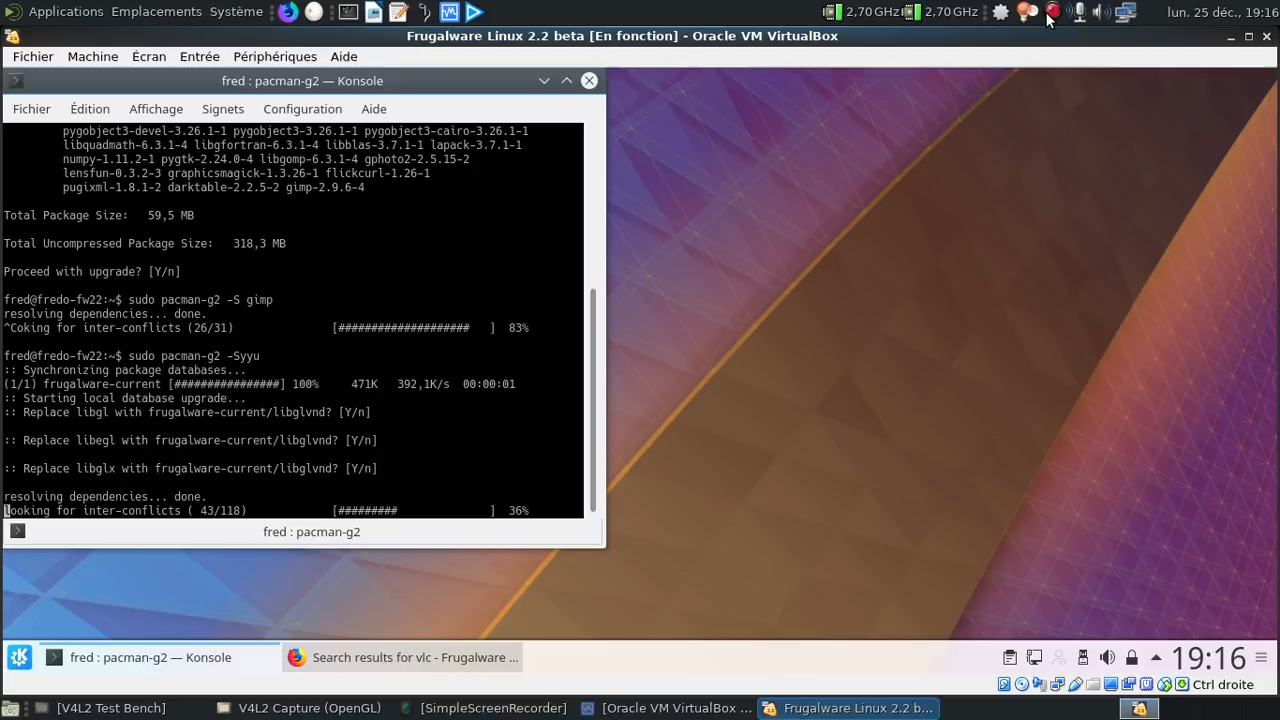 Applications Emplacements Système
2,70 GHz 2,70 GHz
lun. 25 déc., 19:16
Frugalware Linux 2.2 beta [En fonction] - Oracle VM VirtualBox
Fichier Machine Écran Entrée Périphériques Aide
fred : pacman-g2 — Konsole
Fichier Édition Affichage Signets Configuration Aide
pygobject3-devel-3.26.1-1 pygobject3-3.26.1-1 pygobject3-cairo-3.26.1-1
libquadmath-6.3.1-4 libgfortran-6.3.1-4 libblas-3.7.1-1 lapack-3.7.1-1
numpy-1.11.2-1 pygtk-2.24.0-4 libgomp-6.3.1-4 gphoto2-2.5.15-2
lensfun-0.3.2-3 graphicsmagick-1.3.26-1 flickcurl-1.26-1
pugixml-1.8.1-2 darktable-2.2.5-2 gimp-2.9.6-4
Total Package Size: 59,5 MB
Total Uncompressed Package Size: 318,3 MB
Proceed with upgrade? [Y/n]
fred@fredo-fw22:~$ sudo pacman-g2 -S gimp
resolving dependencies... done.
^Coking for inter-conflicts (26/31) [################### ] 83%
fred@fredo-fw22:~$ sudo pacman-g2 -Syyu
:: Synchronizing package databases...
(1/1) frugalware-current [################] 100% 471K 392,1K/s 00:00:01
:: Starting local database upgrade...
:: Replace libgl with frugalware-current/libglvnd? [Y/n]
:: Replace libegl with frugalware-current/libglvnd? [Y/n]
:: Replace libglx with frugalware-current/libglvnd? [Y/n]
resolving dependencies... done.
looking for inter-conflicts ( 43/118) [######### ] 36%
fred : pacman-g2
fred : pacman-g2 — Konsole
Search results for vlc - Frugalware ...
19:16
Ctrl droite
[V4L2 Test Bench]
V4L2 Capture (OpenGL)
[SimpleScreenRecorder]
[Oracle VM VirtualBox ...
Frugalware Linux 2.2 b...